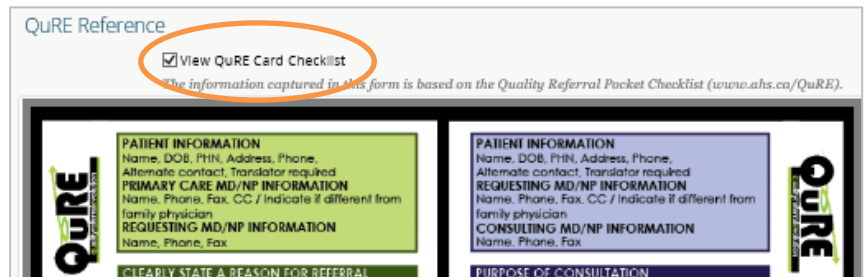 QuRE Reference
View QuRE Card Checklist
The information captured in this form is based on the Quality Referral Pocket Checklist (www.ahs.ca/QuRE).
QuRE
PATIENT INFORMATION
Name, DOB, PHN, Address, Phone,
Alternate contact, Translator required
PRIMARY CARE MD/NP INFORMATION
Name, Phone, Fax, CC / Indicate if different from
family physician
REQUESTING MD/NP INFORMATION
Name, Phone, Fax
CLEARLY STATE A REASON FOR REFERRAL
PATIENT INFORMATION
Name, DOB, PHN, Address, Phone,
Alternate contact, Translator required
REQUESTING MD/NP INFORMATION
Name, Phone, Fax, CC / Indicate if different from
family physician
CONSULTING MD/NP INFORMATION
Name, Phone, Fax
PURPOSE OF CONSULTATION
QuRE